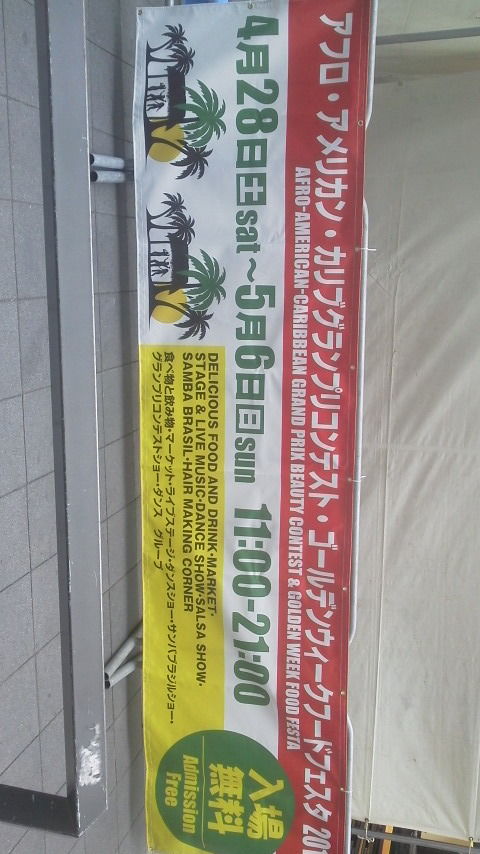 アフロ・アメリカン・カリブグランプリコンテスト・ゴールデンウィークフードフェスタ 201
AFRO-AMERICAN-CARIBBEAN GRAND PRIX BEAUTY CONTEST & GOLDEN WEEK FOOD FESTA
4月28日土sat～5月6日日sun 11:00-21:00
DELICIOUS FOOD AND DRINK・MARKET・
STAGE & LIVE MUSIC・DANCE SHOW・SALSA SHOW・
SAMBA BRASIL・HAIR MAKING CORNER
食べ物と飲み物・マーケット・ライブステージ・ダンスショー・サンバブラジルショー・
グランプリコンテストショー・ダンス グループ
入場
無料
Admission
Free